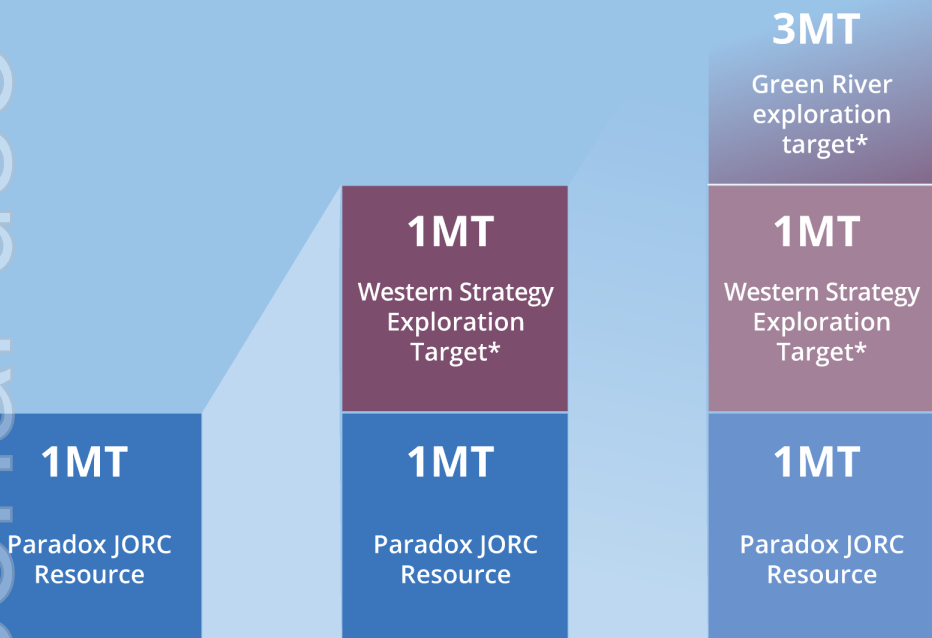 1MT
Paradox JORC
Resource
1MT
Western Strategy
Exploration
Target*
1MT
Paradox JORC
Resource
3MT
Green River
exploration
target*
1MT
Western Strategy
Exploration
Target*
1MT
Paradox JORC
Resource